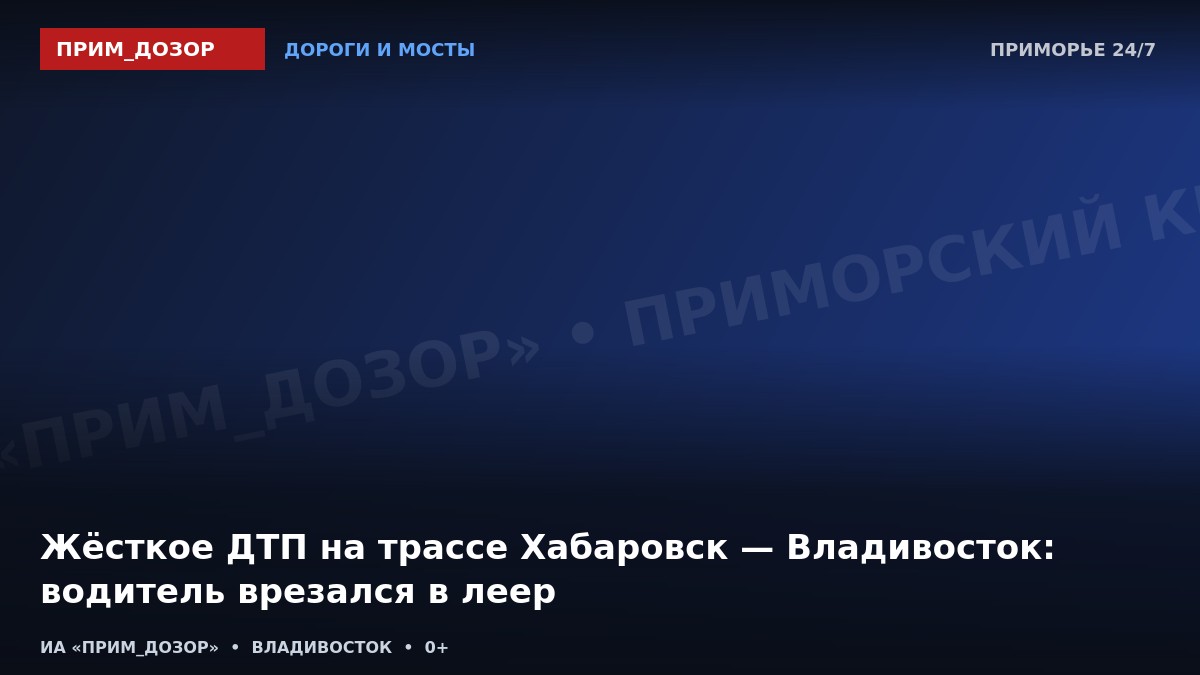 ПРИМ_ДОЗОР ДОРОГИ И МОСТЫ ПРИМОРЬЕ 24/7
«ПРИМ_ДОЗОР» • ПРИМОРСКИЙ
Жёсткое ДТП на трассе Хабаровск — Владивосток:
водитель врезался в леер
ИА «ПРИМ_ДОЗОР» • ВЛАДИВОСТОК • 0+